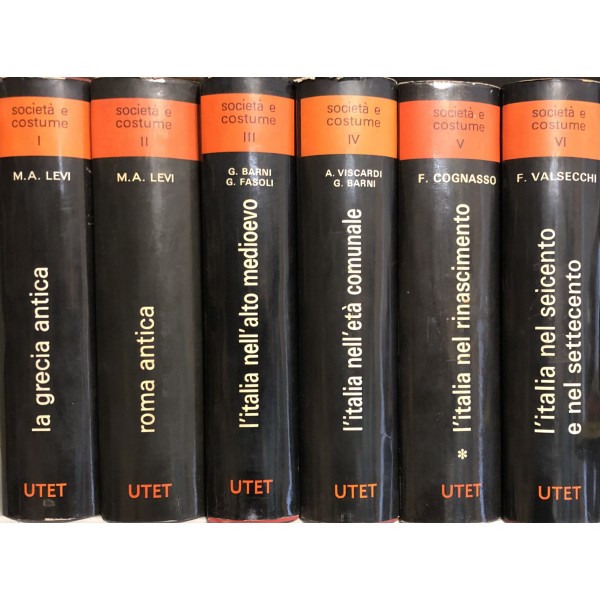 società e
costume
I
M.A. LEVI
la grecia antica
UTET
società e
costume
II
M.A. LEVI
roma antica
UTET
società e
costume
III
G. BARNI
G. FASOLI
l'italia nell'alto medioevo
UTET
società e
costume
IV
A. VISCARDI
G. BARNI
l'italia nell'età comunale
UTET
società e
costume
V
F. COGNASSO
* l'italia nel rinascimento
UTET
società e
costume
VI
F. VALSECCHI
l'italia nel seicento
e nel settecento
UTET